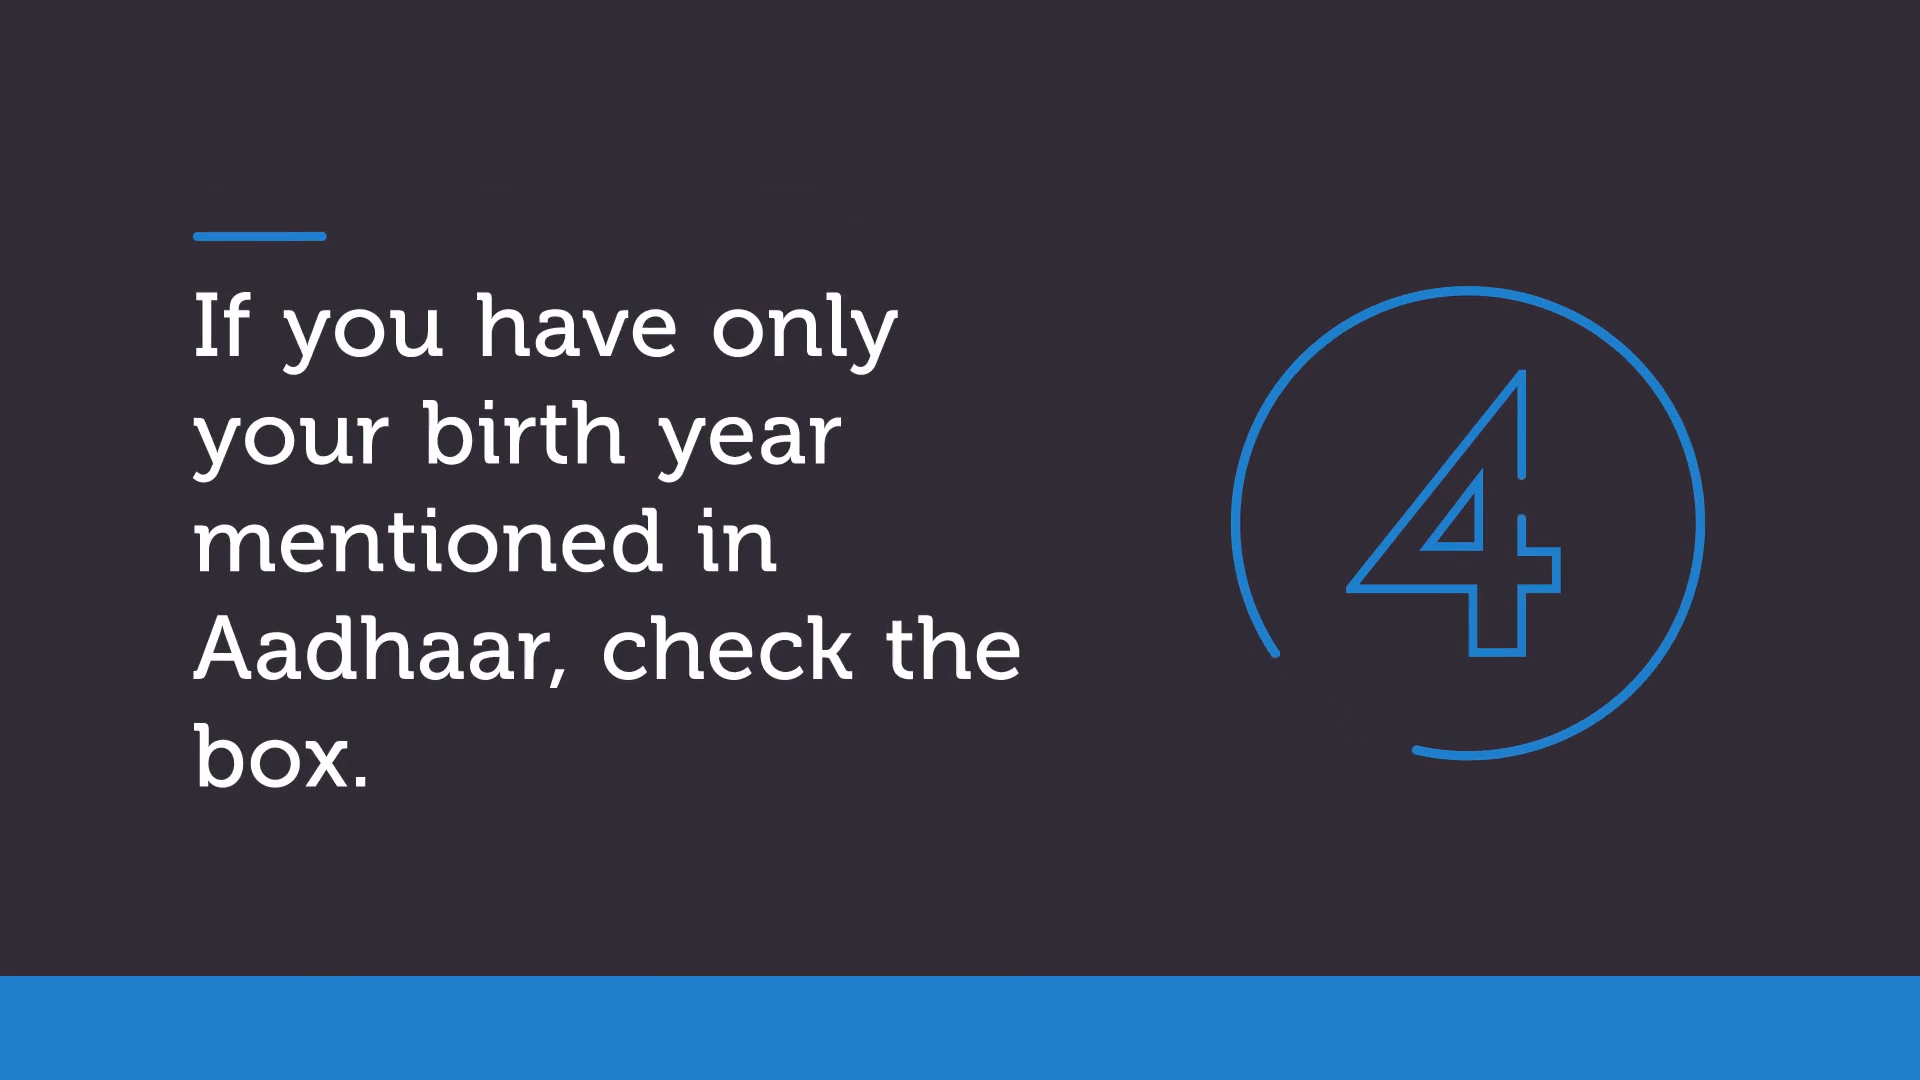 If you have only
your birth year
mentioned in
Aadhaar, check the
box.
4